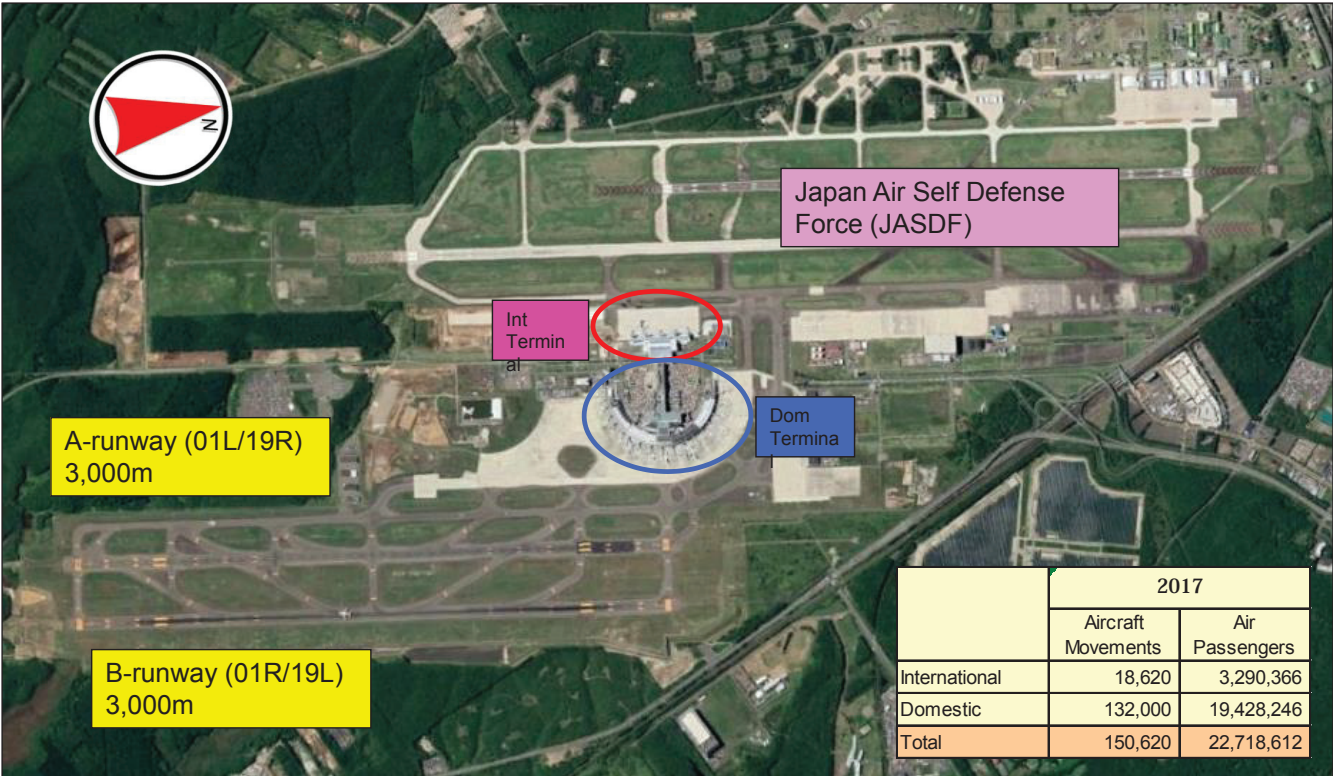 N
Japan Air Self Defense
Force (JASDF)
Int
Termin
al
Dom
Termina
l
A-runway (01L/19R)
3,000m
B-runway (01R/19L)
3,000m
2017
Aircraft Movements Air Passengers
International 18,620 3,290,366
Domestic 132,000 19,428,246
Total 150,620 22,718,612